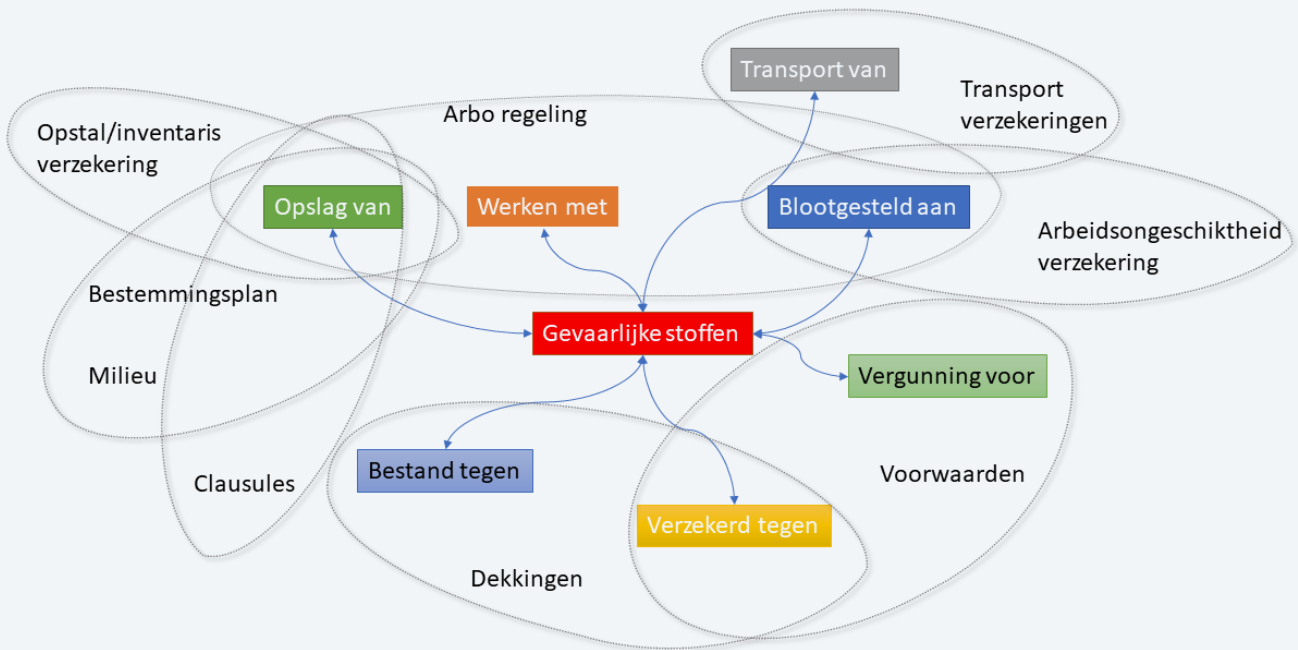 Transport van
Transport
verzekeringen
Arbo regeling
Opstal/inventaris
verzekering
Opslag van
Werken met
Blootgesteld aan
Arbeidsongeschiktheid
verzekering
Bestemmingsplan
Gevaarlijke stoffen
Milieu
Vergunning voor
Bestand tegen
Clausules
Voorwaarden
Verzekerd tegen
Dekkingen